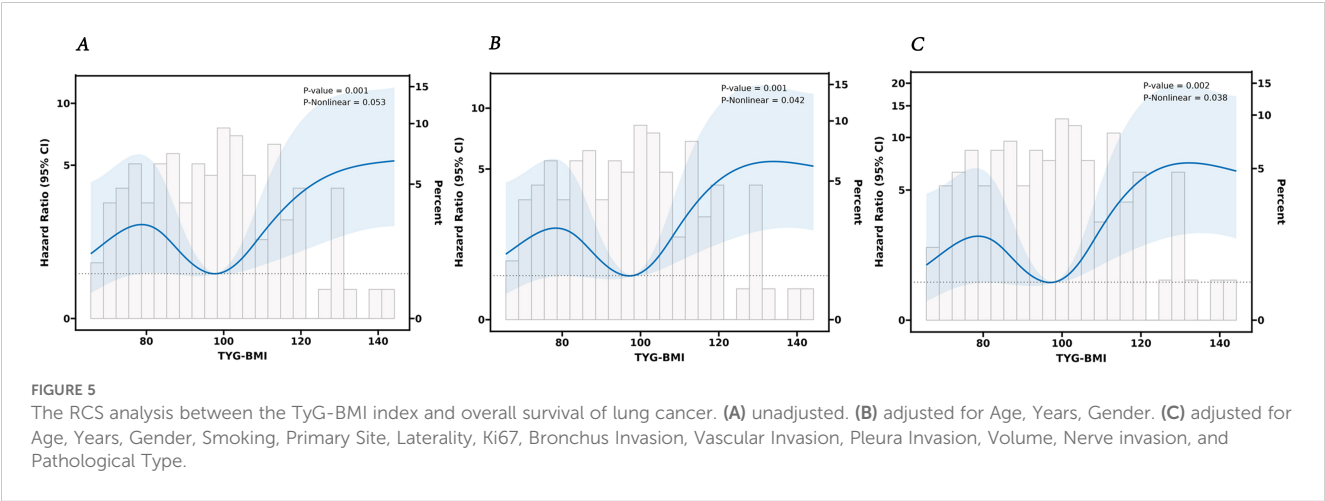 A
P-value = 0.001
P-Nonlinear = 0.053
10
5
0
15
10
5
0
Hazard Ratio (95% CI)
Percent
80 100 120 140
TYG-BMI
B
P-value = 0.001
P-Nonlinear = 0.042
10
5
0
15
10
5
0
Hazard Ratio (95% CI)
Percent
80 100 120 140
TYG-BMI
C
P-value = 0.002
P-Nonlinear = 0.038
20
15
10
5
0
15
10
5
0
Hazard Ratio (95% CI)
Percent
80 100 120 140
TYG-BMI
FIGURE 5
The RCS analysis between the TyG-BMI index and overall survival of lung cancer. (A) unadjusted. (B) adjusted for Age, Years, Gender. (C) adjusted for
Age, Years, Gender, Smoking, Primary Site, Laterality, Ki67, Bronchus Invasion, Vascular Invasion, Pleura Invasion, Volume, Nerve invasion, and
Pathological Type.